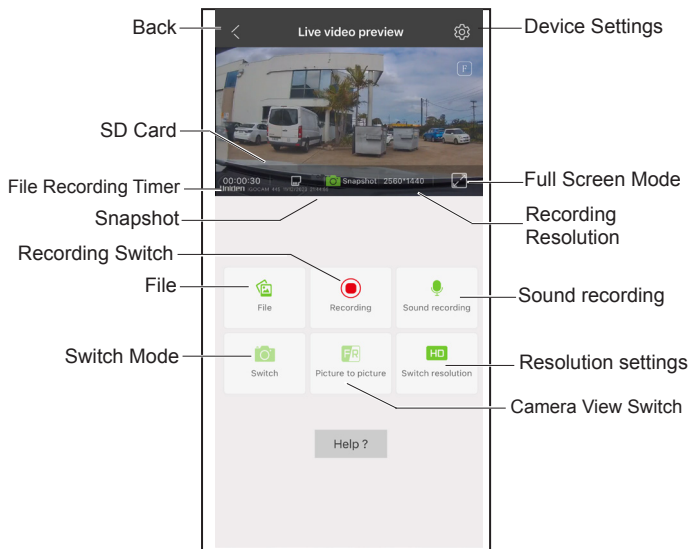 Back
Live video preview
Device Settings
F
SD Card
File Recording Timer
00:00:30
Snapshot 2560*1440
Full Screen Mode
Uniden
Snapshot
Recording
Resolution
Recording Switch
File
File
Recording
Sound recording
Sound recording
Switch Mode
FR
HD
Resolution settings
Switch
Picture to picture
Switch resolution
Camera View Switch
Help ?